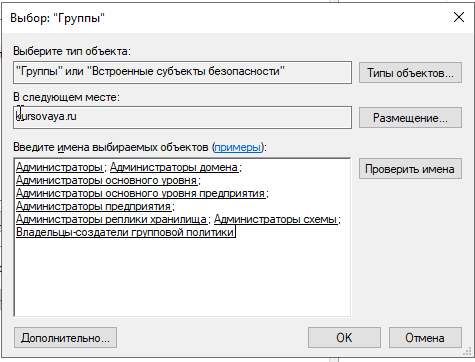 Выбор: "Группы"
Выберите тип объекта:
"Группы" или "Встроенные субъекты безопасности"
Типы объектов...
В следующем месте:
kursovaya.ru
Размещение...
Введите имена выбираемых объектов (примеры):
Администраторы; Администраторы домена;
Администраторы основного уровня;
Администраторы основного уровня предприятия;
Администраторы предприятия;
Администраторы реплики хранилища; Администраторы схемы;
Владельцы-создатели групповой политики
Проверить имена
Дополнительно...
OK
Отмена